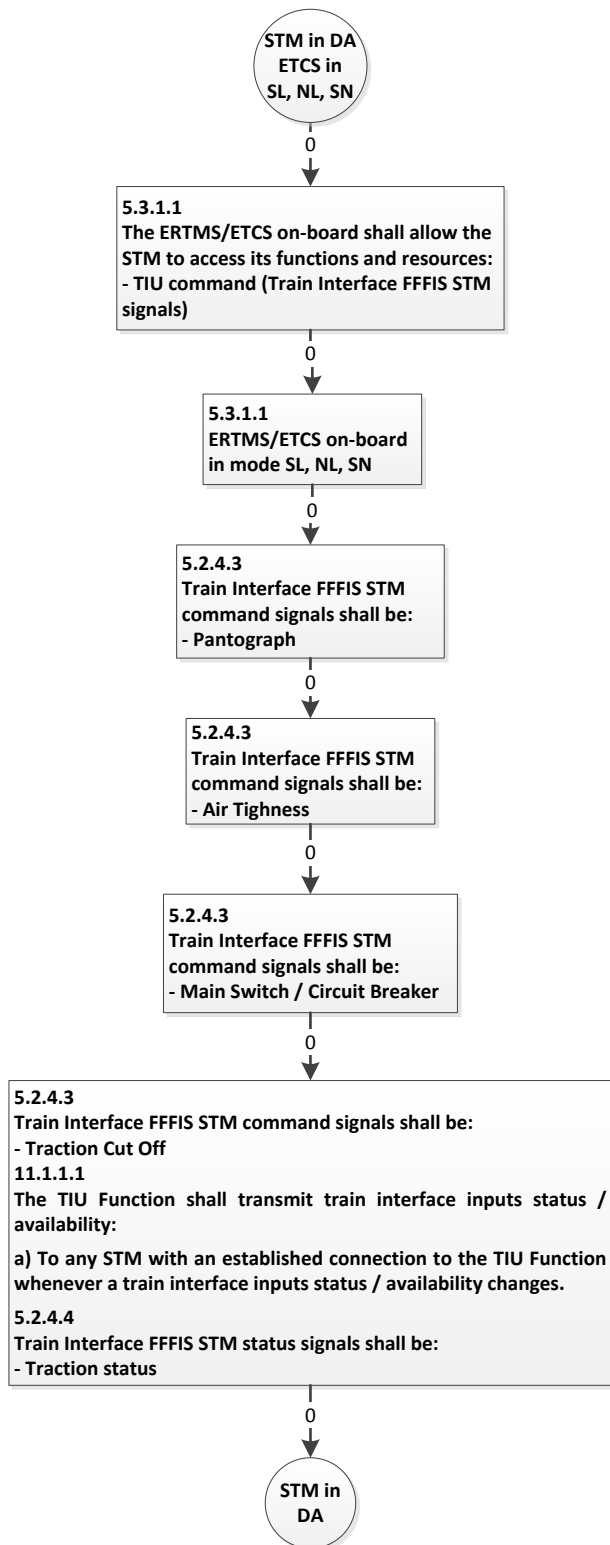 STM in DA
ETCS in
SL, NL, SN
0
5.3.1.1
The ERTMS/ETCS on-board shall allow the
STM to access its functions and resources:
- TIU command (Train Interface FFFIS STM
signals)
0
5.3.1.1
ERTMS/ETCS on-board
in mode SL, NL, SN
0
5.2.4.3
Train Interface FFFIS STM
command signals shall be:
- Pantograph
0
5.2.4.3
Train Interface FFFIS STM
command signals shall be:
- Air Tighness
0
5.2.4.3
Train Interface FFFIS STM
command signals shall be:
- Main Switch / Circuit Breaker
0
5.2.4.3
Train Interface FFFIS STM command signals shall be:
- Traction Cut Off
11.1.1.1
The TIU Function shall transmit train interface inputs status /
availability:
a) To any STM with an established connection to the TIU Function
whenever a train interface inputs status / availability changes.
5.2.4.4
Train Interface FFFIS STM status signals shall be:
- Traction status
0
STM in
DA